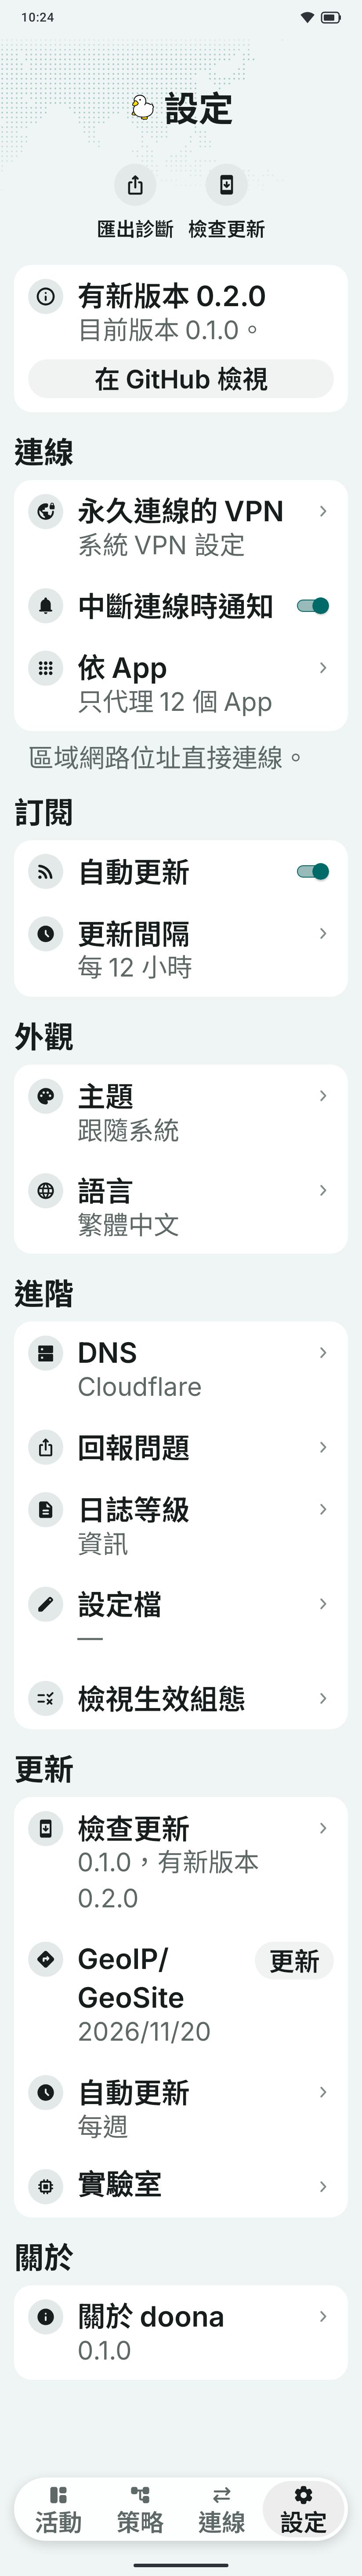 10:24
設定
匯出診斷
檢查更新
有新版本 0.2.0
目前版本 0.1.0。
在 GitHub 檢視
連線
永久連線的 VPN
系統 VPN 設定
中斷連線時通知
依 App
只代理 12 個 App
區域網路位址直接連線。
訂閱
自動更新
更新間隔
每 12 小時
外觀
主題
跟隨系統
語言
繁體中文
進階
DNS
Cloudflare
回報問題
日誌等級
資訊
設定檔
—
檢視生效組態
更新
檢查更新
0.1.0，有新版本
0.2.0
GeoIP/
GeoSite
更新
2026/11/20
自動更新
每週
實驗室
關於
關於 doona
0.1.0
活動
策略
連線
設定